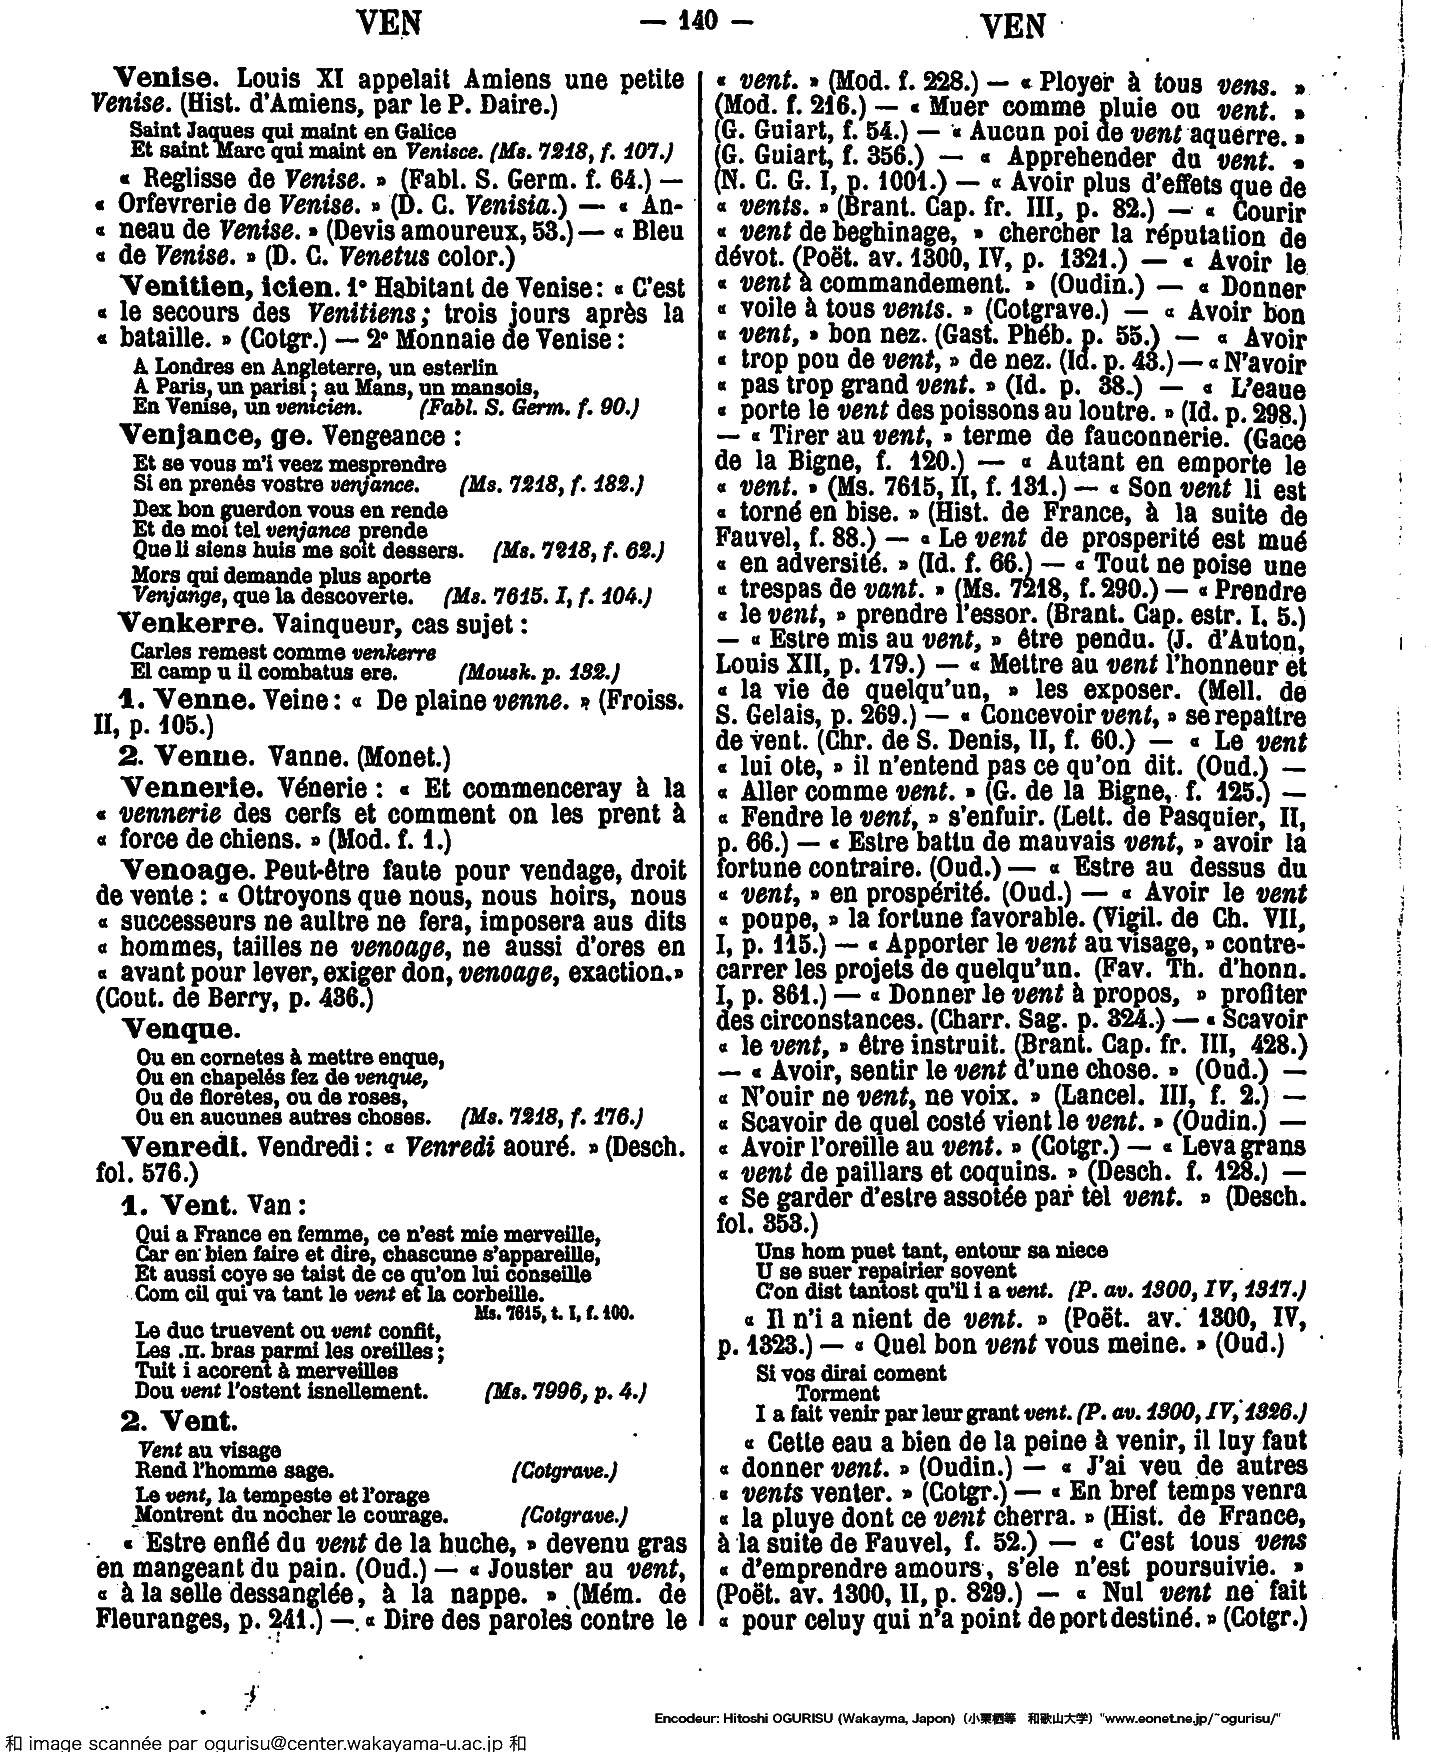 VEN — 140 — VEN
Venise. Louis XI appelait Amiens une petite
Venise. (Hist. d'Amiens, par le P. Daire.)
Saint Jaques qui maint en Galice
Et saint Marc qui maint en Venisce. (Ms. 7218, f. 107.)
« Reglisse de Venise. » (Fabl. S. Germ. f. 64.) —
« Orfevrerie de Venise. » (D. C. Venisia.) — « An-
« neau de Venise. » (Devis amoureux, 53.) — « Bleu
« de Venise. » (D. C. Venetus color.)
Venitien, icien. 1° Habitant de Venise : « C'est
« le secours des Venitiens ; trois jours après la
« bataille. » (Cotgr.) — 2° Monnaie de Venise :
A Londres en Angleterre, un esterlin
A Paris, un parisi ; au Mans, un mansois,
En Venise, un venicien. (Fabl. S. Germ. f. 90.)
Venjance, ge. Vengeance :
Et se vous m'i veez mesprendre
Si en prenés vostre venjance. (Ms. 7218, f. 182.)
Dex bon guerdon vous en rende
Et de moi tel venjance prende
Que li siens huis me soit dessers. (Ms. 7218, f. 62.)
Mors qui demande plus aporte
Venjange, que la descoverte. (Ms. 7615. I, f. 104.)
Venkerre. Vainqueur, cas sujet :
Carles remest comme venkerre
El camp u il combatus ere. (Mousk. p. 132.)
1. Venne. Veine : « De plaine venne. » (Froiss.
II, p. 105.)
2. Venne. Vanne. (Monet.)
Vennerie. Vénerie : « Et commenceray à la
« vennerie des cerfs et comment on les prent à
« force de chiens. » (Mod. f. 1.)
Venoage. Peut-être faute pour vendage, droit
de vente : « Ottroyons que nous, nous hoirs, nous
« successeurs ne aultre ne fera, imposera aus dits
« hommes, tailles ne venoage, ne aussi d'ores en
« avant pour lever, exiger don, venoage, exaction. »
(Cout. de Berry, p. 436.)
Venque.
Ou en cornetes à mettre enque,
Ou en chapelés fez de venque,
Ou de floretes, ou de roses,
Ou en aucunes autres choses. (Ms. 7218, f. 176.)
Venredi. Vendredi : « Venredi aouré. » (Desch.
fol. 576.)
1. Vent. Van :
Qui a France en femme, ce n'est mie merveille,
Car en bien faire et dire, chascune s'appareille,
Et aussi coye se taist de ce qu'on lui conseille
Com cil qui va tant le vent et la corbeille.
Ms. 7615, t. I, f. 100.
Le duc truevent ou vent confit,
Les .II. bras parmi les oreilles ;
Tuit i acorent à merveilles
Dou vent l'ostent isnellement. (Ms. 7996, p. 4.)
2. Vent.
Vent au visage
Rend l'homme sage. (Cotgrave.)
Le vent, la tempeste et l'orage
Montrent du nocher le courage. (Cotgrave.)
« Estre enflé du vent de la huche, » devenu gras
en mangeant du pain. (Oud.) — « Jouster au vent,
« à la selle dessanglée, à la nappe. » (Mém. de
Fleuranges, p. 241.) — « Dire des paroles contre le
« vent. » (Mod. f. 228.) — « Ployer à tous vens. »
(Mod. f. 216.) — « Muer comme pluie ou vent. »
(G. Guiart, f. 54.) — « Aucun poi de vent aquerre. »
(G. Guiart, f. 356.) — « Apprehender du vent. »
(N. C. G. I, p. 1001.) — « Avoir plus d'effets que de
« vents. » (Brant. Cap. fr. III, p. 82.) — « Courir
« vent de beghinage, » chercher la réputation de
dévot. (Poët. av. 1300, IV, p. 1321.) — « Avoir le
« vent à commandement. » (Oudin.) — « Donner
« voile à tous vents. » (Cotgrave.) — « Avoir bon
« vent, » bon nez. (Gast. Phéb. p. 55.) — « Avoir
« trop pou de vent, » de nez. (Id. p. 43.) — « N'avoir
« pas trop grand vent. » (Id. p. 38.) — « L'eaue
« porte le vent des poissons au loutre. » (Id. p. 298.)
— « Tirer au vent, » terme de fauconnerie. (Gace
de la Bigne, f. 120.) — « Autant en emporte le
« vent. » (Ms. 7615, II, f. 131.) — « Son vent li est
« torné en bise. » (Hist. de France, à la suite de
Fauvel, f. 88.) — « Le vent de prosperité est mué
« en adversité. » (Id. f. 66.) — « Tout ne poise une
« trespas de vant. » (Ms. 7218, f. 290.) — « Prendre
« le vent, » prendre l'essor. (Brant. Cap. estr. I. 5.)
— « Estre mis au vent, » être pendu. (J. d'Auton,
Louis XII, p. 179.) — « Mettre au vent l'honneur et
« la vie de quelqu'un, » les exposer. (Mell. de
S. Gelais, p. 269.) — « Concevoir vent, » se repaître
de vent. (Chr. de S. Denis, II, f. 60.) — « Le vent
« lui ote, » il n'entend pas ce qu'on dit. (Oud.) —
« Aller comme vent. » (G. de la Bigne, f. 125.) —
« Fendre le vent, » s'enfuir. (Lett. de Pasquier, II,
p. 66.) — « Estre battu de mauvais vent, » avoir la
fortune contraire. (Oud.) — « Estre au dessus du
« vent, » en prospérité. (Oud.) — « Avoir le vent
« poupe, » la fortune favorable. (Vigil. de Ch. VII,
I, p. 115.) — « Apporter le vent au visage, » contre-
carrer les projets de quelqu'un. (Fav. Th. d'honn.
I, p. 861.) — « Donner le vent à propos, » profiter
des circonstances. (Charr. Sag. p. 324.) — « Scavoir
« le vent, » être instruit. (Brant. Cap. fr. III, 428.)
— « Avoir, sentir le vent d'une chose. » (Oud.) —
« N'ouir ne vent, ne voix. » (Lancel. III, f. 2.) —
« Scavoir de quel costé vient le vent. » (Oudin.) —
« Avoir l'oreille au vent. » (Cotgr.) — « Leva grans
« vent de paillars et coquins. » (Desch. f. 128.) —
« Se garder d'estre assotée par tel vent. » (Desch.
fol. 353.)
Uns hom puet tant, entour sa niece
U se suer repairier sovent
C'on dist tantost qu'il i a vent. (P. av. 1300, IV, 1317.)
« Il n'i a nient de vent. » (Poët. av. 1300, IV,
p. 1323.) — « Quel bon vent vous meine. » (Oud.)
Si vos dirai coment
Torment
I a fait venir par leur grant vent. (P. av. 1300, IV, 1326.)
« Cette eau a bien de la peine à venir, il luy faut
« donner vent. » (Oudin.) — « J'ai veu de autres
« vents venter. » (Cotgr.) — « En bref temps venra
« la pluye dont ce vent cherra. » (Hist. de France,
à la suite de Fauvel, f. 52.) — « C'est tous vens
« d'emprendre amours, s'ele n'est poursuivie. »
(Poët. av. 1300, II, p. 829.) — « Nul vent ne fait
« pour celuy qui n'a point de port destiné. » (Cotgr.)
Encodeur: Hitoshi OGURISU (Wakayma, Japon) (小栗栖等 和歌山大学) "www.eonet.ne.jp/~ogurisu/"
和 image scannée par ogurisu@center.wakayama-u.ac.jp 和